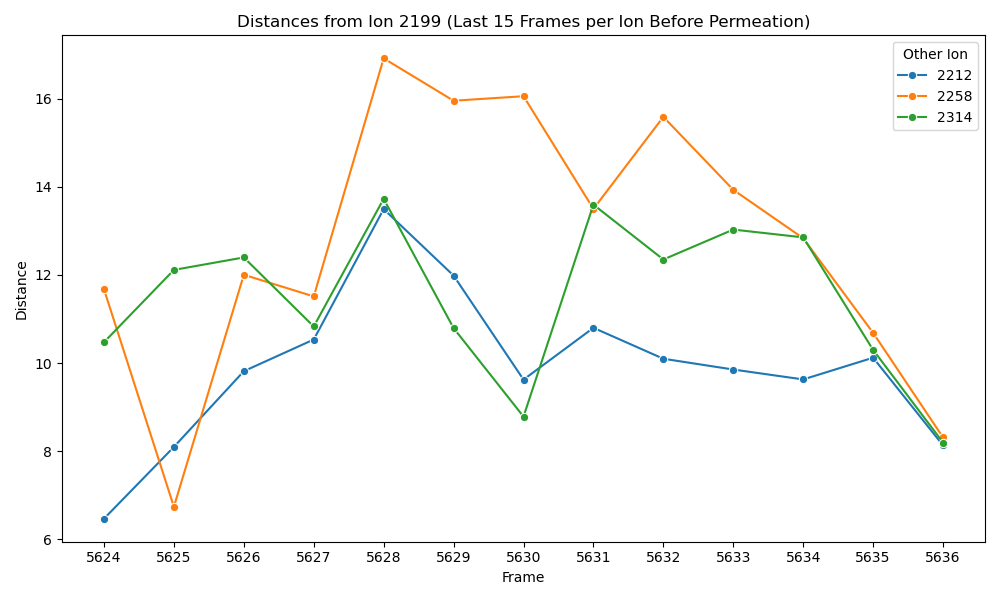 Distances from Ion 2199 (Last 15 Frames per Ion Before Permeation)
Other Ion
2212
2258
2314
Distance
16
14
12
10
8
6
5624 5625 5626 5627 5628 5629 5630 5631 5632 5633 5634 5635 5636
Frame